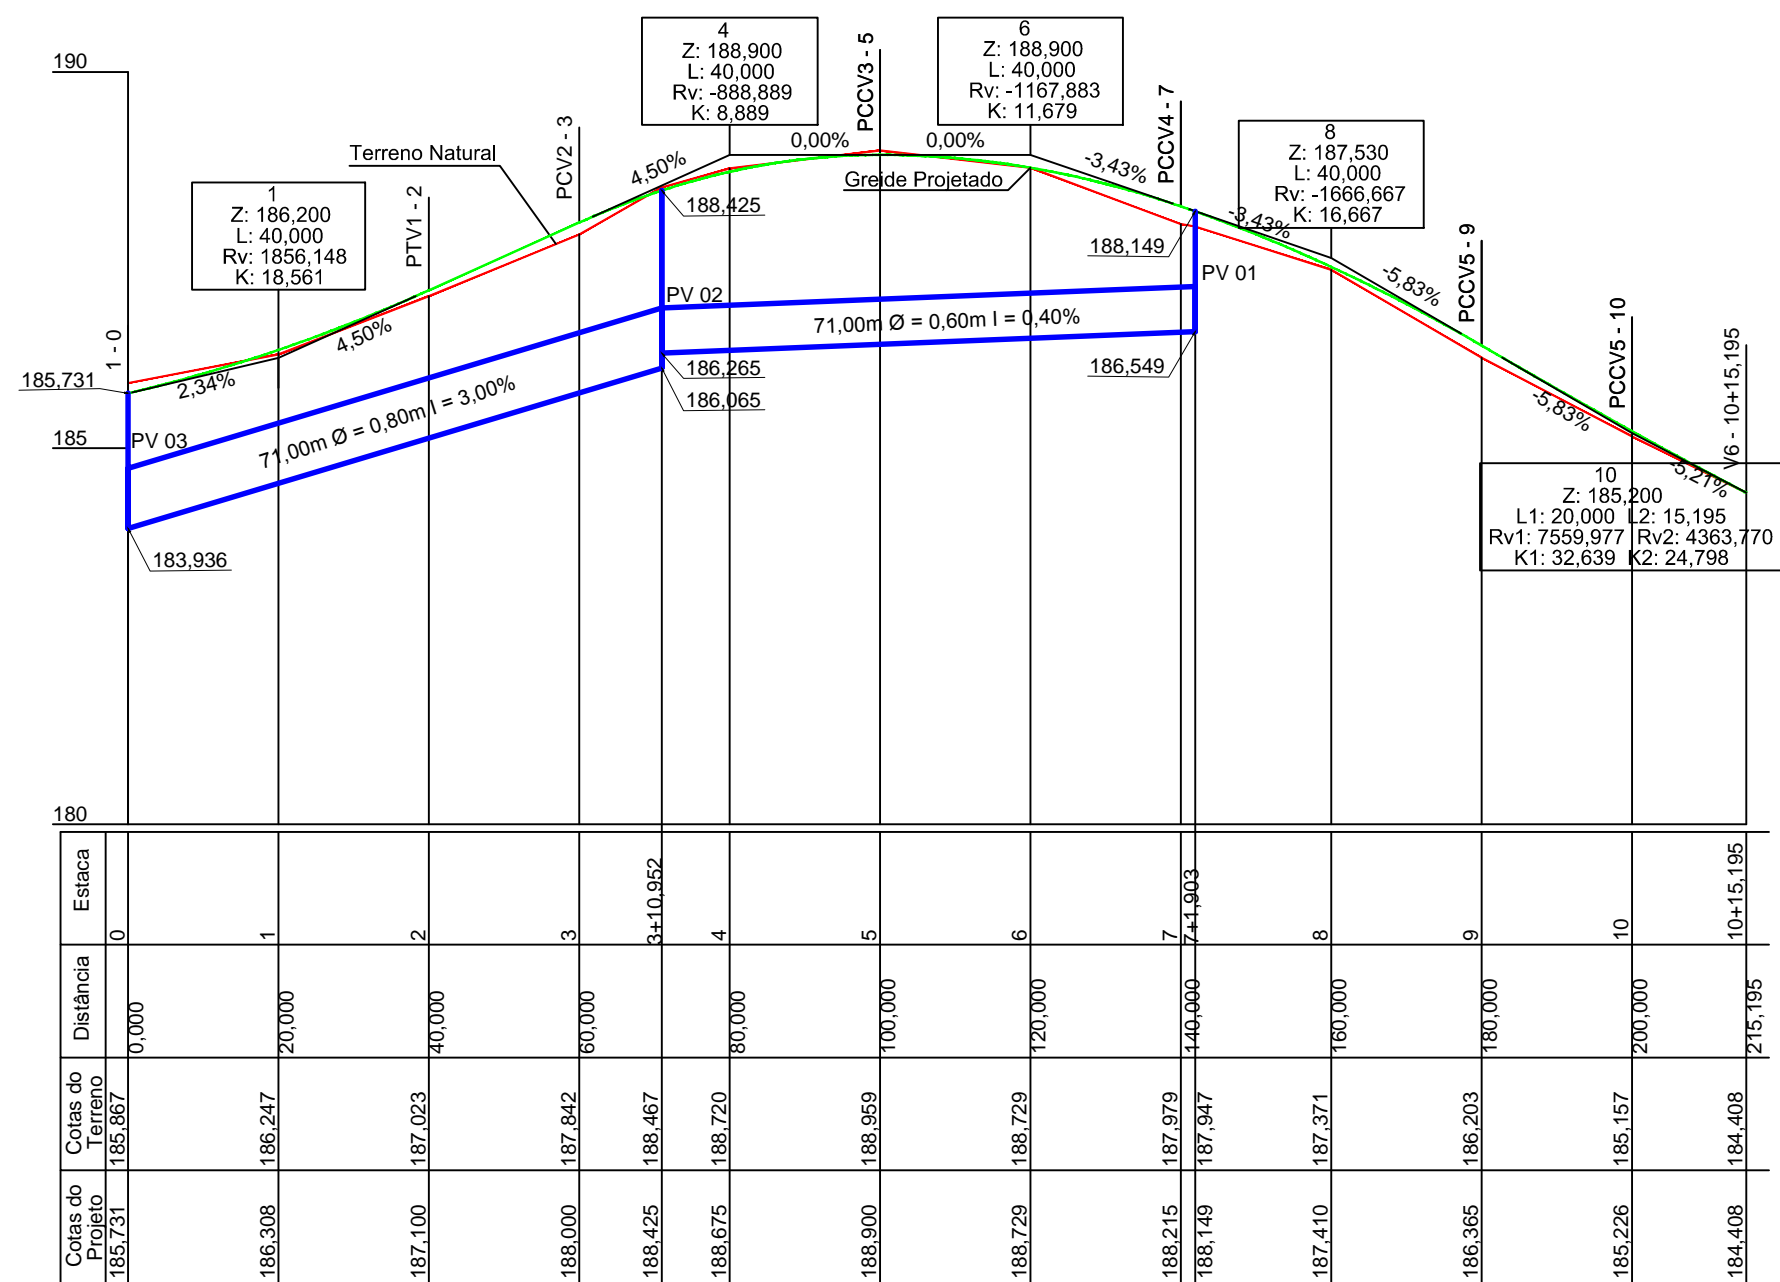 190
185
180
1
Z: 186,200
L: 40,000
Rv: 1856,148
K: 18,561
4
Z: 188,900
L: 40,000
Rv: -888,889
K: 8,889
6
Z: 188,900
L: 40,000
Rv: -1167,883
K: 11,679
8
Z: 187,530
L: 40,000
Rv: -1666,667
K: 16,667
10
Z: 185,200
L1: 20,000 L2: 15,195
Rv1: 7559,977 Rv2: 4363,770
K1: 32,639 K2: 24,798
1 - 0
PTV1 - 2
PCV2 - 3
PCCV3 - 5
PCCV4 - 7
PCCV5 - 9
PCCV5 - 10
V6 - 10+15,195
Terreno Natural
Greide Projetado
2,34%
4,50%
4,50%
0,00%
0,00%
-3,43%
-3,43%
-5,83%
-5,83%
-5,21%
185,731
183,936
188,425
186,265
186,065
188,149
186,549
PV 03
PV 02
PV 01
71,00m Ø = 0,80m I = 3,00%
71,00m Ø = 0,60m I = 0,40%
Estaca
0
1
2
3
3+10,952
4
5
6
7
7+1,903
8
9
10
10+15,195
Distância
0,000
20,000
40,000
60,000
80,000
100,000
120,000
140,000
160,000
180,000
200,000
215,195
Cotas do
Terreno
185,867
186,247
187,023
187,842
188,467
188,720
188,959
188,729
187,979
187,947
187,371
186,203
185,157
184,408
Cotas do
Projeto
185,731
186,308
187,100
188,000
188,425
188,675
188,900
188,729
188,215
188,149
187,410
186,365
185,226
184,408